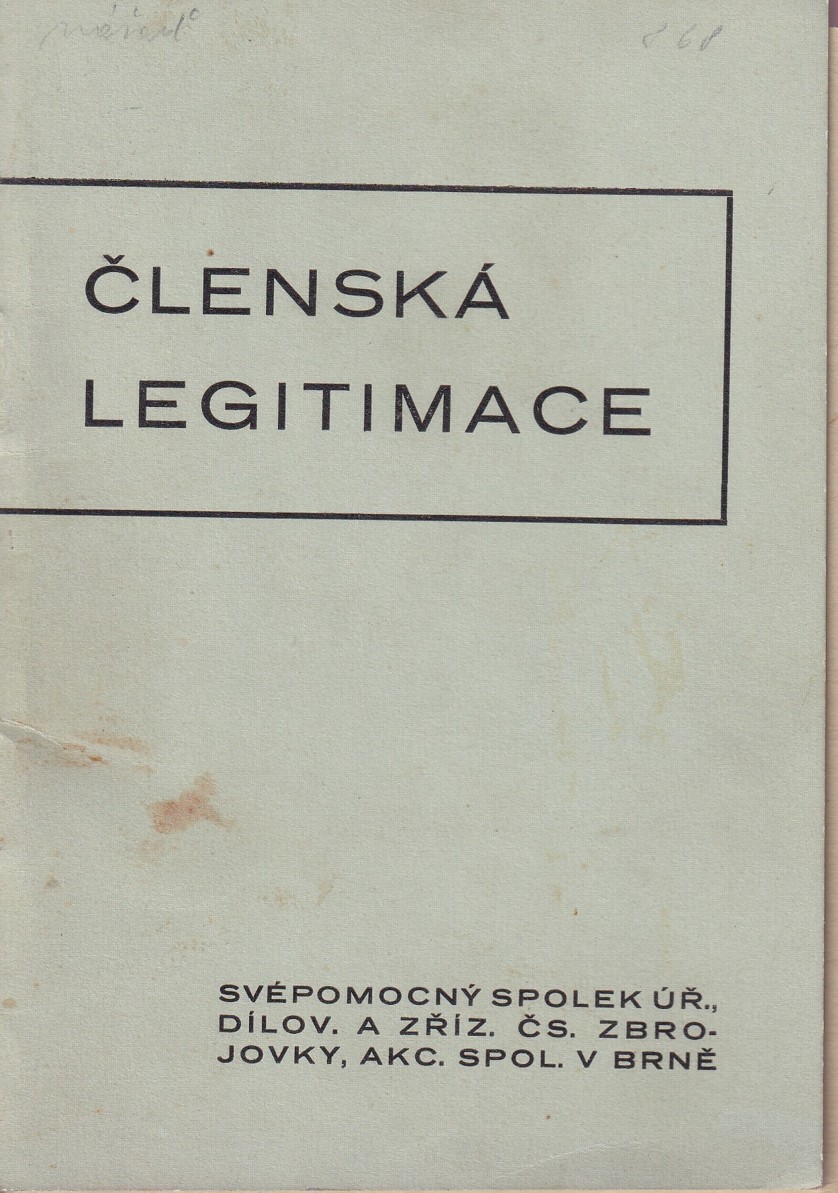 ČLENSKÁ
LEGITIMACE
SVÉPOMOCNÝ SPOLEK ÚŘ.,
DÍLOV. A ZŘÍZ. ČS. ZBRO-
JOVKY, AKC. SPOL. V BRNĚ